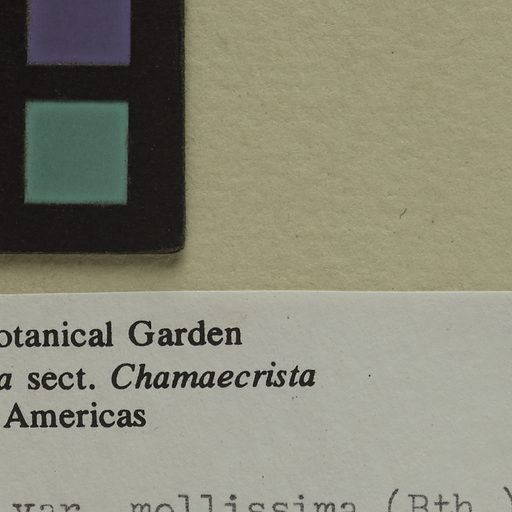 otanical Garden
a sect. Chamaecrista
Americas
var. mollissima (Bth.)